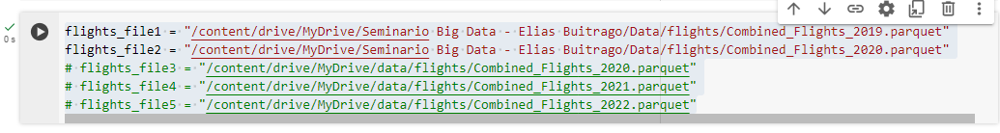 flights_file1 = "/content/drive/MyDrive/Seminario Big Data - Elias Buitrago/Data/flights/Combined_Flights_2019.parquet"
flights_file2 = "/content/drive/MyDrive/Seminario Big Data - Elias Buitrago/Data/flights/Combined_Flights_2020.parquet"
# flights_file3 = "/content/drive/MyDrive/data/flights/Combined_Flights_2020.parquet"
# flights_file4 = "/content/drive/MyDrive/data/flights/Combined_Flights_2021.parquet"
# flights_file5 = "/content/drive/MyDrive/data/flights/Combined_Flights_2022.parquet"
0 s